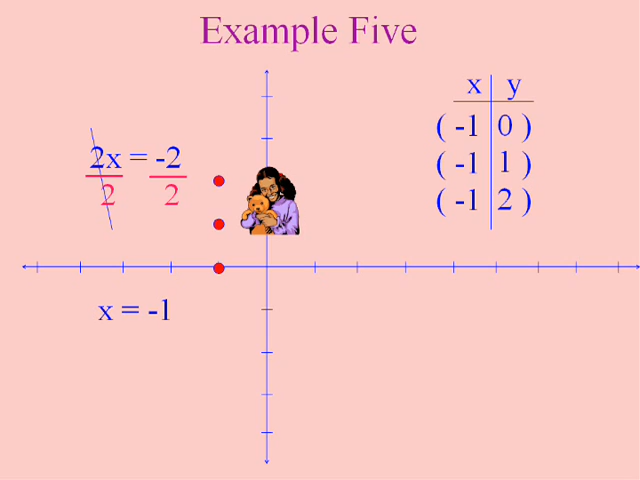 Example Five
x y
( -1 0 )
( -1 1 )
( -1 2 )
2x = -2
2 2
x = -1